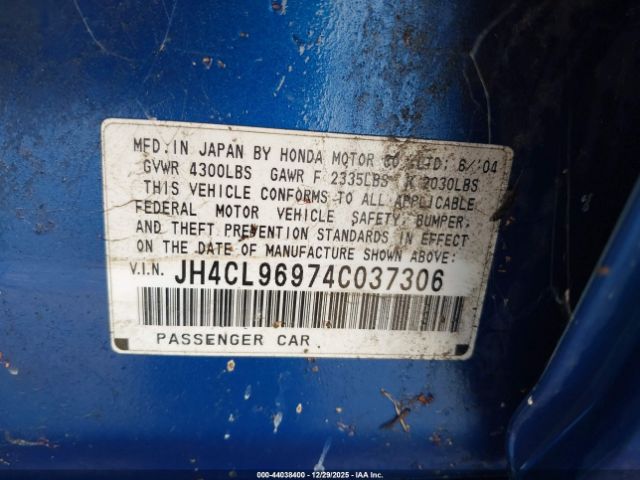 MFD. IN JAPAN BY HONDA MOTOR CO., LTD. 6/'04
GVWR 4300LBS GAWR F 2335LBS R 2030LBS
THIS VEHICLE CONFORMS TO ALL APPLICABLE
FEDERAL MOTOR VEHICLE SAFETY, BUMPER,
AND THEFT PREVENTION STANDARDS IN EFFECT
ON THE DATE OF MANUFACTURE SHOWN ABOVE:
V.I.N. JH4CL96974C037306
PASSENGER CAR
000-44038400 - 12/29/2025 - IAA Inc.